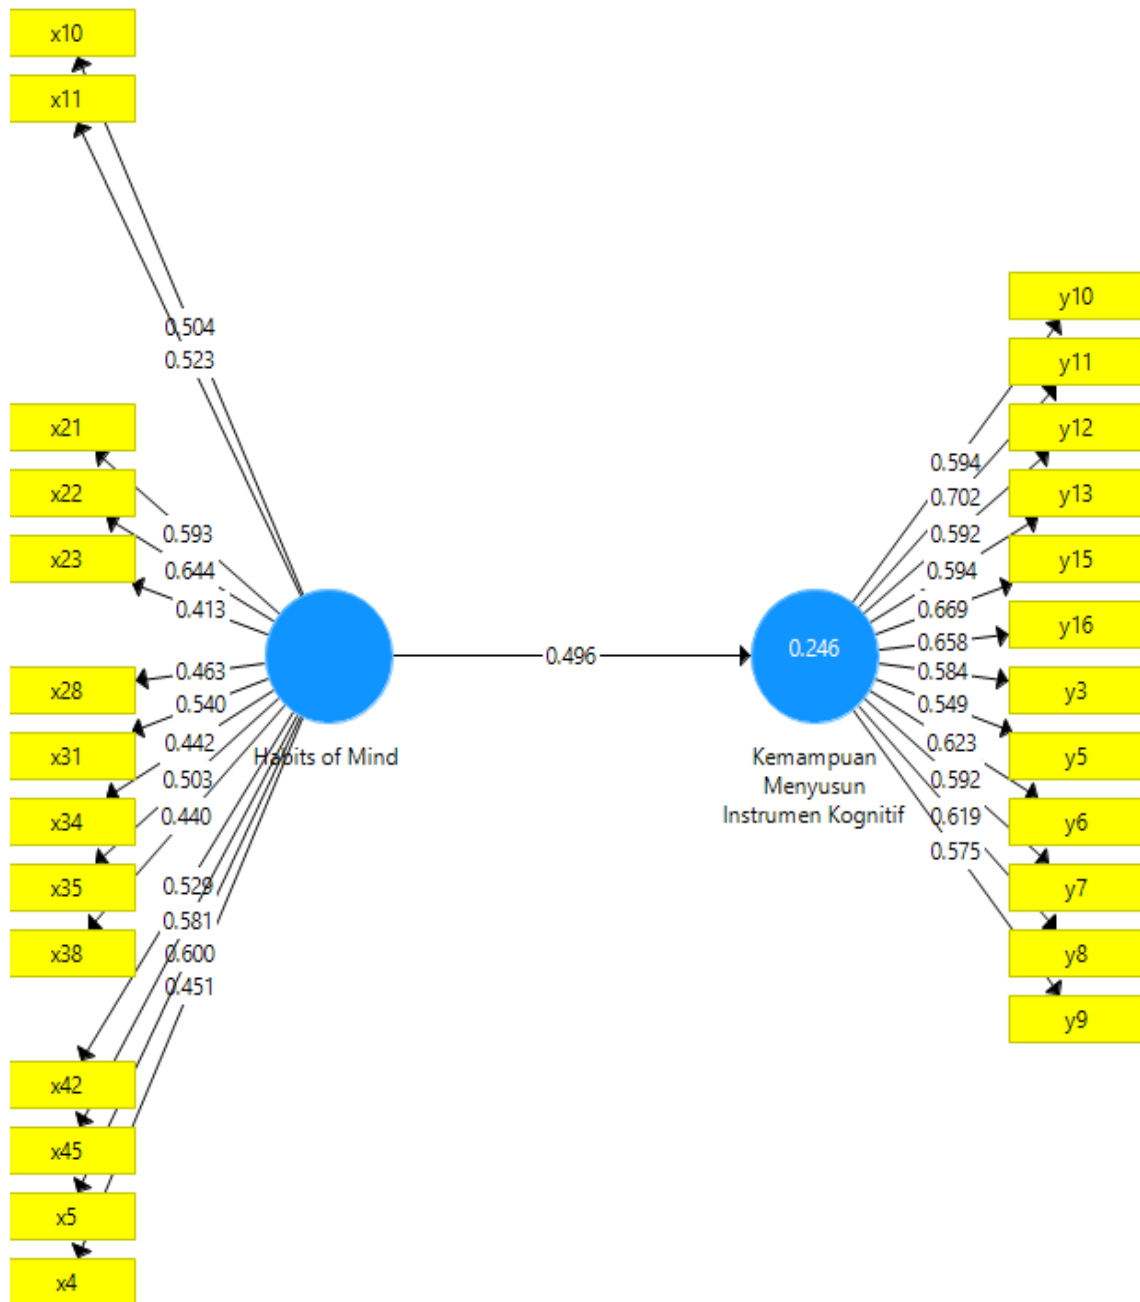 x10
x11
x21
x22
x23
x28
x31
x34
x35
x38
x42
x45
x5
x4
0.504
0.523
0.593
0.644
0.413
0.463
0.540
0.442
0.503
0.440
0.529
0.581
0.600
0.451
Habits of Mind
0.496
0.246
Kemampuan
Menyusun
Instrumen Kognitif
0.594
0.702
0.592
0.594
0.669
0.658
0.584
0.549
0.623
0.592
0.619
0.575
y10
y11
y12
y13
y15
y16
y3
y5
y6
y7
y8
y9